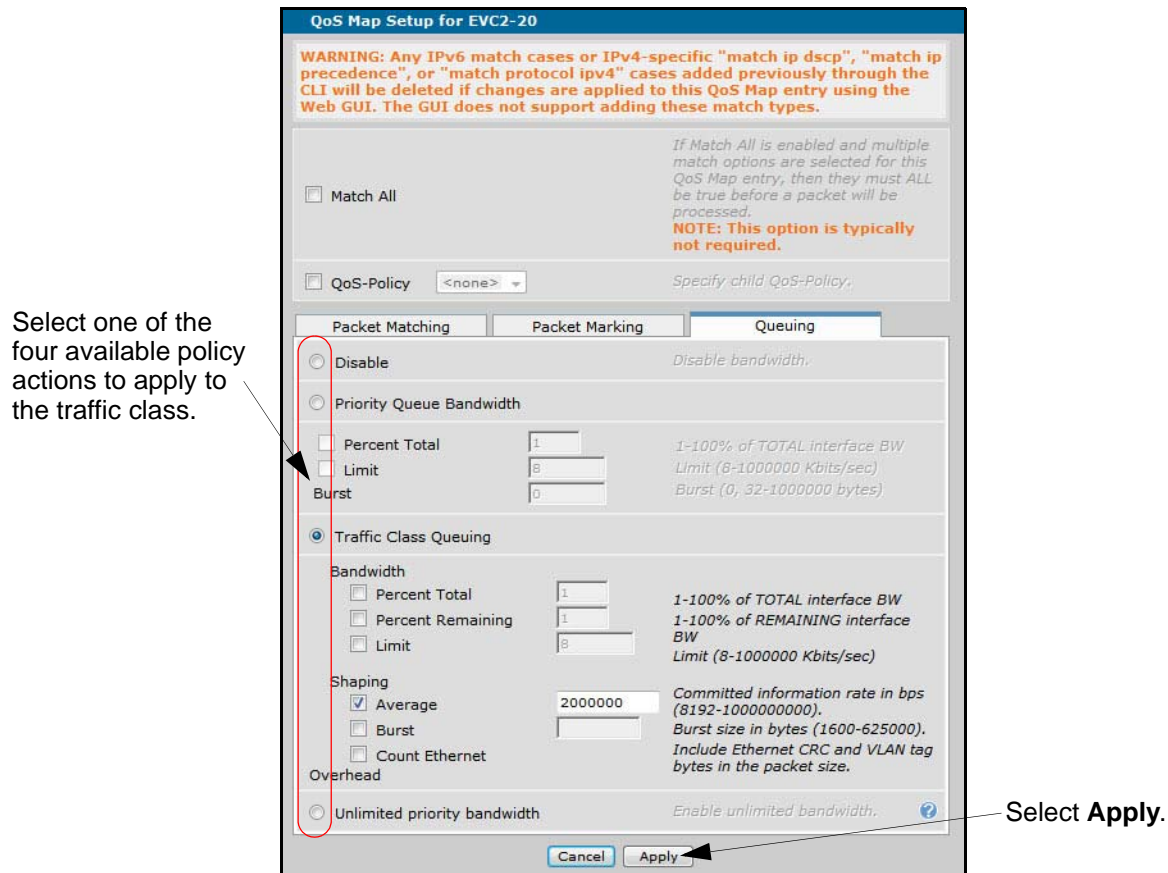 QoS Map Setup for EVC2-20
WARNING: Any IPv6 match cases or IPv4-specific "match ip dscp", "match ip
precedence", or "match protocol ipv4" cases added previously through the
CLI will be deleted if changes are applied to this QoS Map entry using the
Web GUI. The GUI does not support adding these match types.
Match All
If Match All is enabled and multiple
match options are selected for this
QoS Map entry, then they must ALL
be true before a packet will be
processed.
NOTE: This option is typically
not required.
QoS-Policy <none> Specify child QoS-Policy.
Select one of the
four available policy
actions to apply to
the traffic class.
Packet Matching Packet Marking Queuing
Disable Disable bandwidth.
Priority Queue Bandwidth
Percent Total 1 1-100% of TOTAL interface BW
Limit 8 Limit (8-1000000 Kbits/sec)
Burst 0 Burst (0, 32-1000000 bytes)
Traffic Class Queuing
Bandwidth
Percent Total 1 1-100% of TOTAL interface BW
Percent Remaining 1 1-100% of REMAINING interface
BW
Limit 8 Limit (8-1000000 Kbits/sec)
Shaping
Average 2000000 Committed information rate in bps
(8192-1000000000).
Burst Burst size in bytes (1600-625000).
Count Ethernet Include Ethernet CRC and VLAN tag
Overhead bytes in the packet size.
Unlimited priority bandwidth Enable unlimited bandwidth. ?
Cancel Apply
Select Apply.